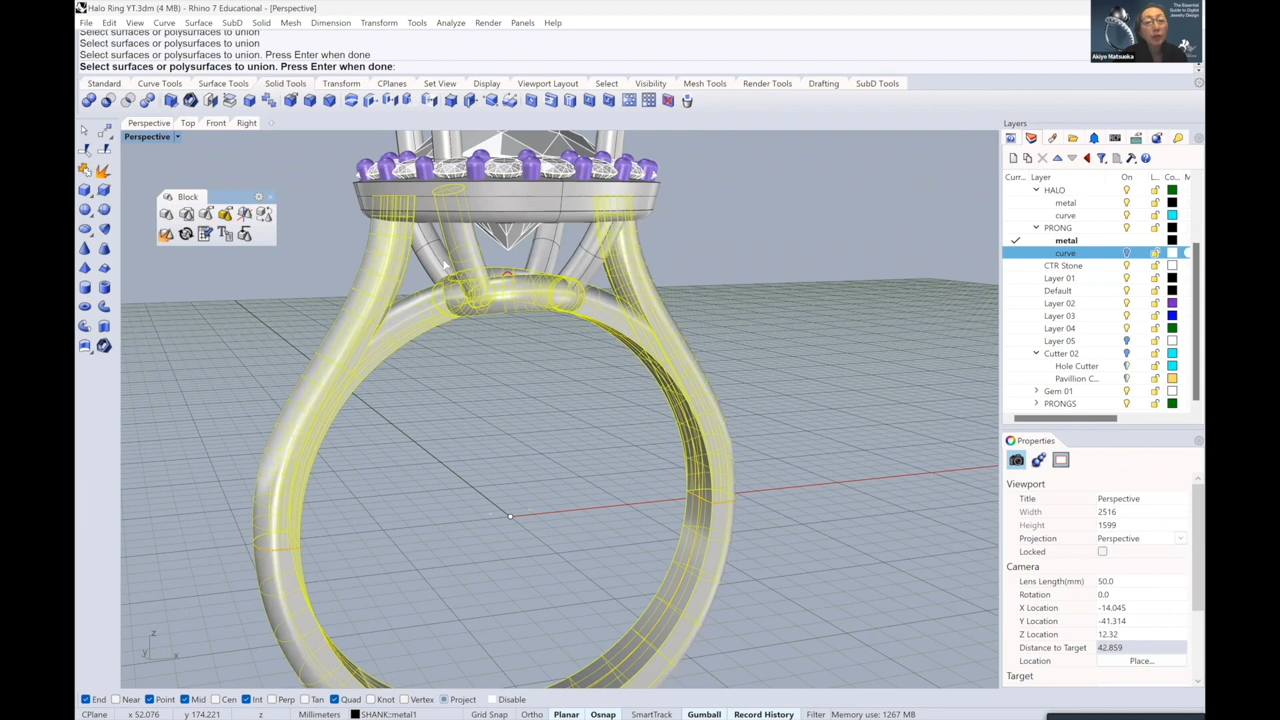 Halo Ring YT.3dm (4 MB) - Rhino 7 Educational - [Perspective]
File Edit View Curve Surface SubD Solid Mesh Dimension Transform Tools Analyze Render Panels Help
Select surfaces or polysurfaces to union
Select surfaces or polysurfaces to union
Select surfaces or polysurfaces to union. Press Enter when done
Select surfaces or polysurfaces to union. Press Enter when done:
The Essential
Guide to Digital
Jewelry Design
Akiyo Matsuoka
Standard Curve Tools Surface Tools Solid Tools Transform CPlanes Set View Display Viewport Layout Select Visibility Mesh Tools Render Tools Drafting SubD Tools
Perspective Top Front Right
Perspective
Block
z
y x
Layers
Curr... Layer On L... Co... M
HALO
metal
curve
PRONG
metal
curve
CTR Stone
Layer 01
Default
Layer 02
Layer 03
Layer 04
Layer 05
Cutter 02
Hole Cutter
Pavillion C...
Gem 01
PRONGS
Properties
Viewport
Title Perspective
Width 2516
Height 1599
Projection Perspective
Locked
Camera
Lens Length(mm) 50.0
Rotation 0.0
X Location -14.045
Y Location -41.314
Z Location 12.32
Distance to Target 42.859
Location Place...
Target
End Near Point Mid Cen Int Perp Tan Quad Knot Vertex Project Disable
CPlane x 52.076 y 174.221 z Millimeters SHANK::metal1 Grid Snap Ortho Planar Osnap SmartTrack Gumball Record History Filter Memory use: 1267 MB